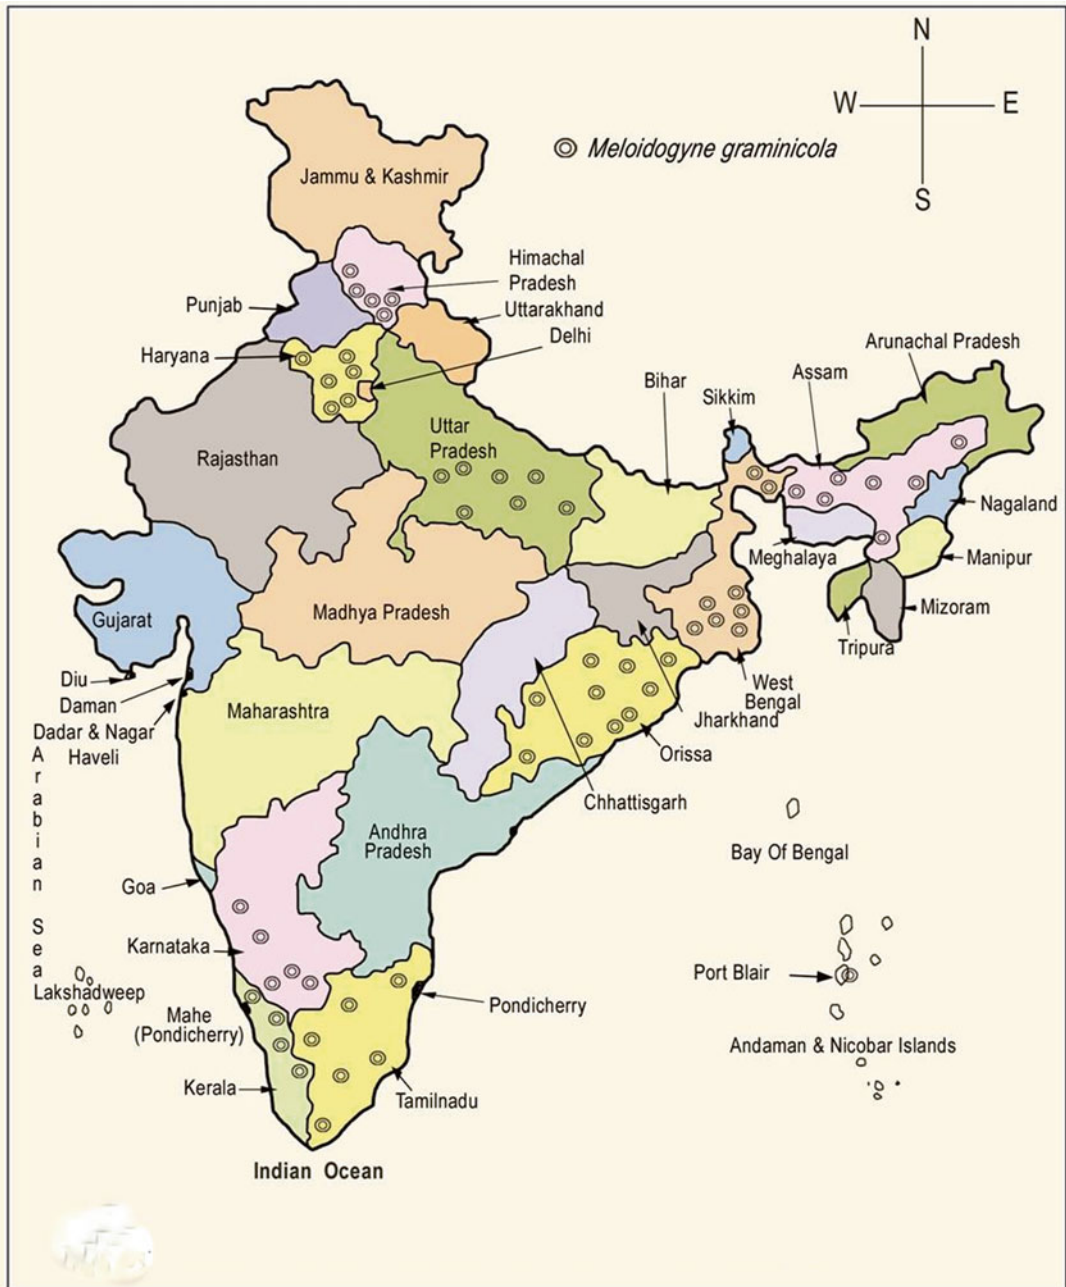 N
W E
S
Meloidogyne graminicola
Jammu & Kashmir
Himachal
Pradesh
Punjab
Uttarakhand
Delhi
Haryana
Arunachal Pradesh
Assam
Bihar
Sikkim
Uttar
Pradesh
Rajasthan
Nagaland
Meghalaya
Manipur
Mizoram
Tripura
Gujarat
Madhya Pradesh
Diu
Daman
Dadar & Nagar
Haveli
Maharashtra
West
Bengal
Jharkhand
Orissa
Chhattisgarh
Arabian Sea
Andhra
Pradesh
Bay Of Bengal
Goa
Karnataka
Lakshadweep
Port Blair
Mahe
(Pondicherry)
Pondicherry
Andaman & Nicobar Islands
Kerala
Tamilnadu
Indian Ocean